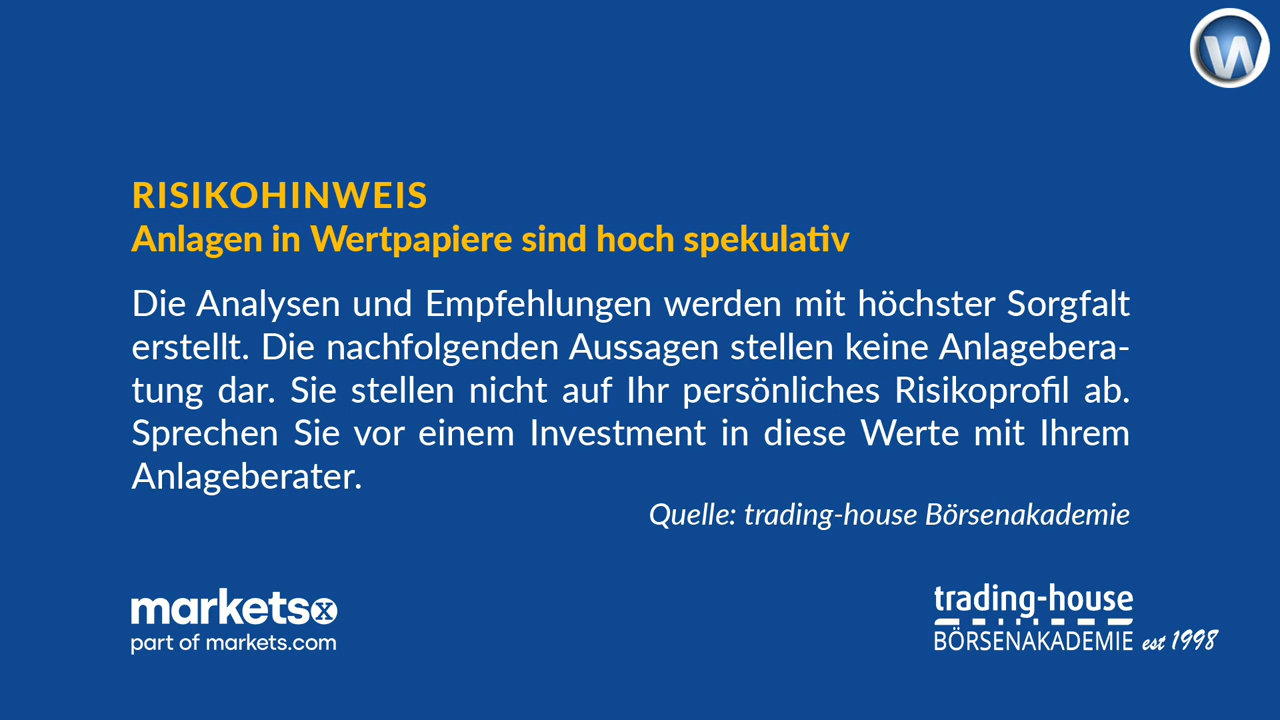 W
RISIKOHINWEIS
Anlagen in Wertpapiere sind hoch spekulativ
Die Analysen und Empfehlungen werden mit höchster Sorgfalt
erstellt. Die nachfolgenden Aussagen stellen keine Anlagebera-
tung dar. Sie stellen nicht auf Ihr persönliches Risikoprofil ab.
Sprechen Sie vor einem Investment in diese Werte mit Ihrem
Anlageberater.
Quelle: trading-house Börsenakademie
marketsx
part of markets.com
trading-house
BÖRSENAKADEMIE est 1998